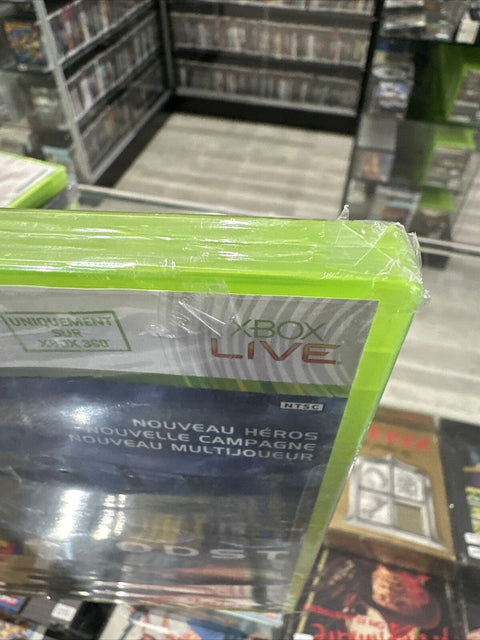 UNIQUEMENT
SUR
XBOX 360
XBOX
LIVE
NTSC
NOUVEAU HÉROS
NOUVELLE CAMPAGNE
NOUVEAU MULTIJOUEUR
ODST